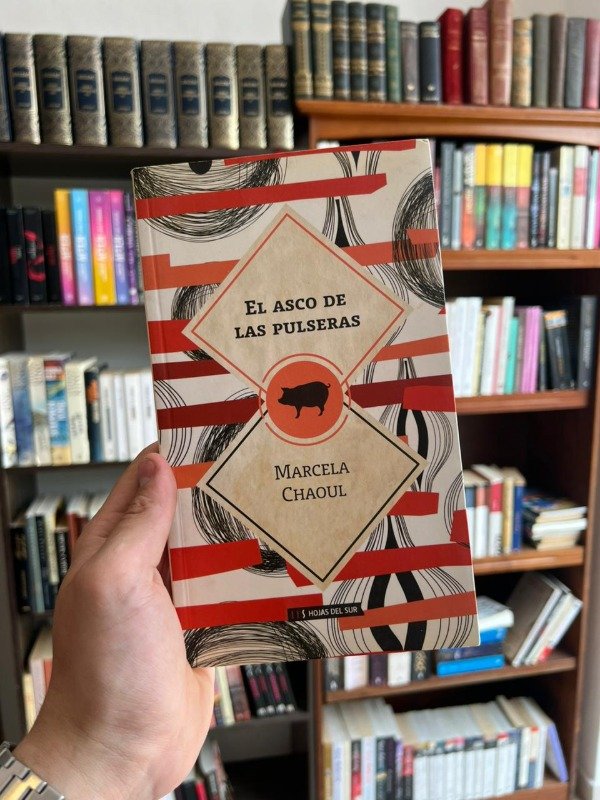 EL ASCO DE
LAS PULSERAS
MARCELA
CHAOUL
HOJAS DEL SUR